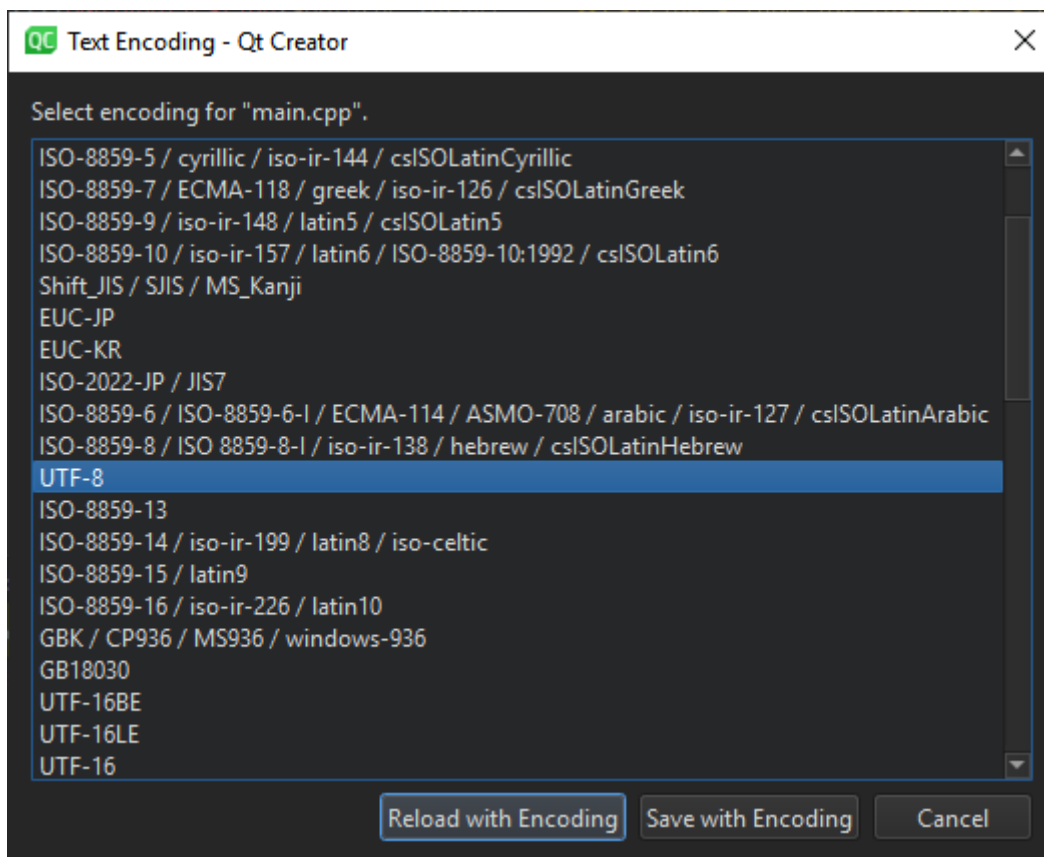 QC Text Encoding - Qt Creator
Select encoding for "main.cpp".
ISO-8859-5 / cyrillic / iso-ir-144 / csISOLatinCyrillic
ISO-8859-7 / ECMA-118 / greek / iso-ir-126 / csISOLatinGreek
ISO-8859-9 / iso-ir-148 / latin5 / csISOLatin5
ISO-8859-10 / iso-ir-157 / latin6 / ISO-8859-10:1992 / csISOLatin6
Shift_JIS / SJIS / MS_Kanji
EUC-JP
EUC-KR
ISO-2022-JP / JIS7
ISO-8859-6 / ISO-8859-6-I / ECMA-114 / ASMO-708 / arabic / iso-ir-127 / csISOLatinArabic
ISO-8859-8 / ISO 8859-8-I / iso-ir-138 / hebrew / csISOLatinHebrew
UTF-8
ISO-8859-13
ISO-8859-14 / iso-ir-199 / latin8 / iso-celtic
ISO-8859-15 / latin9
ISO-8859-16 / iso-ir-226 / latin10
GBK / CP936 / MS936 / windows-936
GB18030
UTF-16BE
UTF-16LE
UTF-16
Reload with Encoding Save with Encoding Cancel